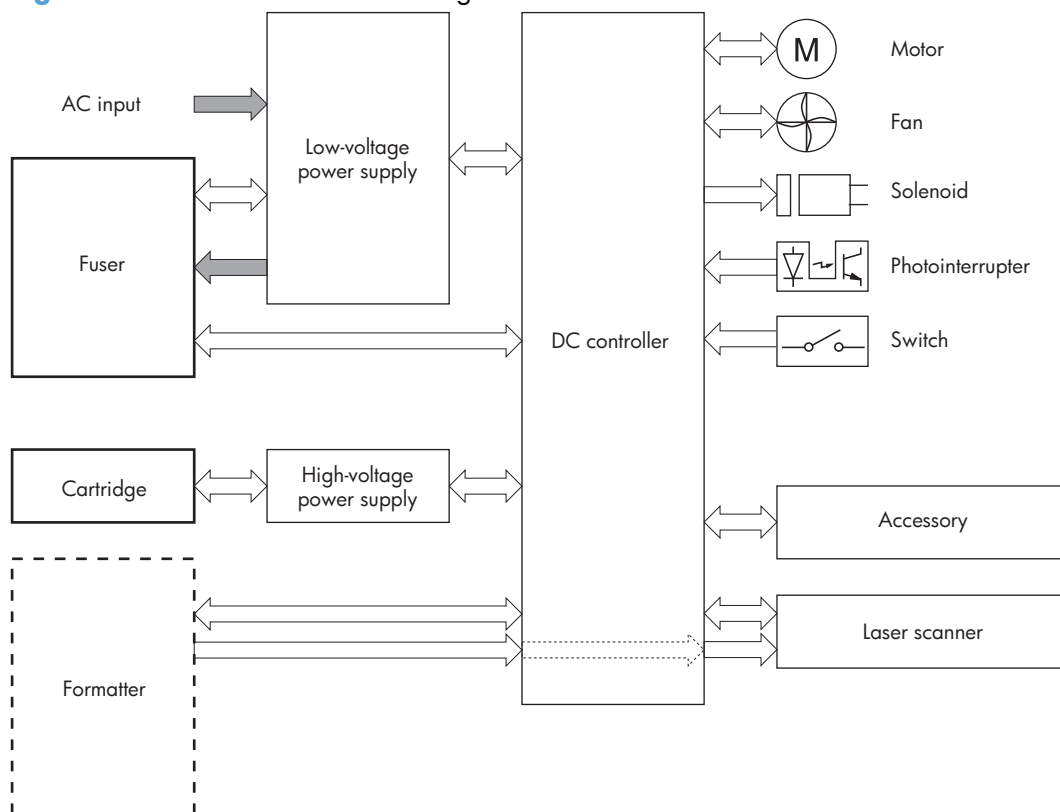 AC input
Low-voltage
power supply
Fuser
DC controller
M
Motor
Fan
Solenoid
Photointerrupter
Switch
Cartridge
High-voltage
power supply
Accessory
Laser scanner
Formatter